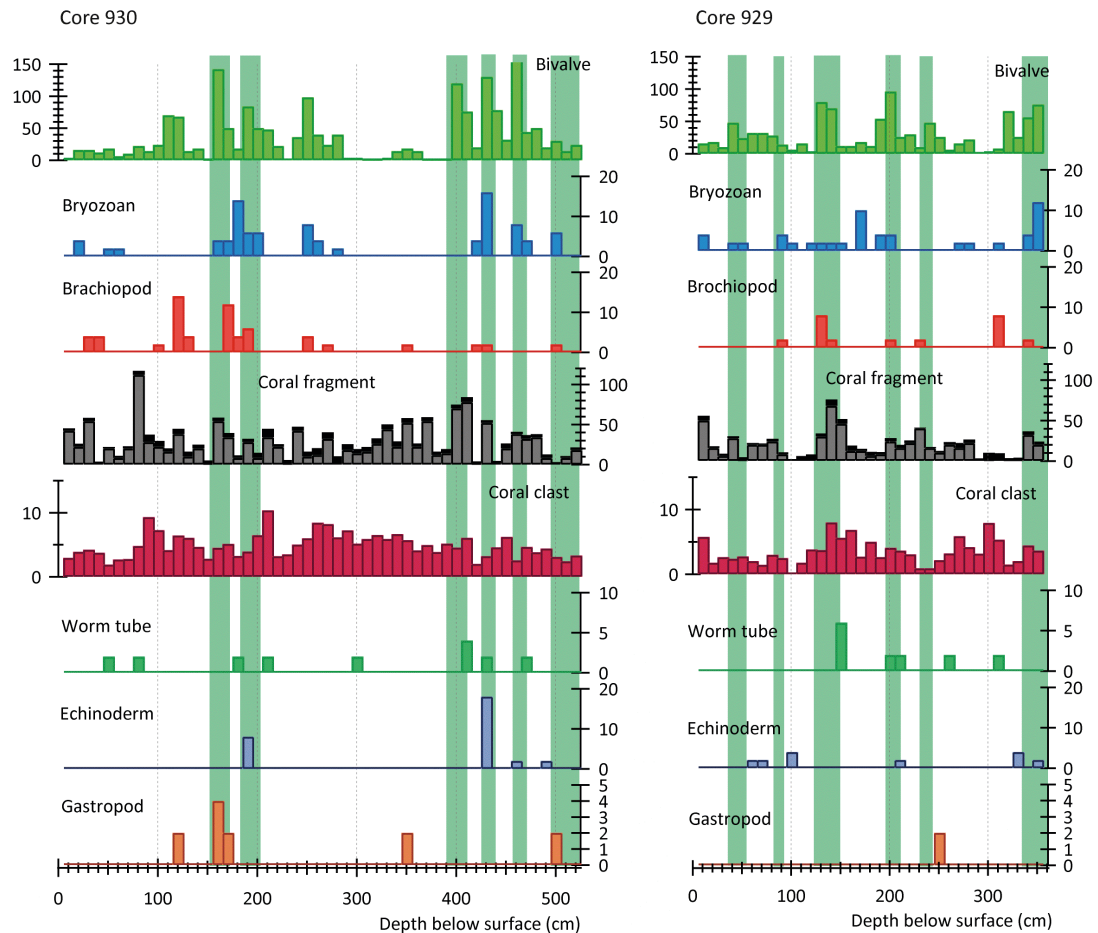 Core 930
Core 929
Bivalve
150
100
50
0
Bryozoan
20
10
0
Brachiopod
20
10
0
Coral fragment
100
50
0
Coral clast
10
0
Worm tube
10
5
0
Echinoderm
20
10
0
Gastropod
5
4
3
2
1
0
0 100 200 300 400 500
Depth below surface (cm)
Bivalve
150
100
50
0
Bryozoan
20
10
0
Brochiopod
20
10
0
Coral fragment
100
50
0
Coral clast
10
0
Worm tube
10
5
0
Echinoderm
20
10
0
Gastropod
5
4
3
2
1
0
0 100 200 300
Depth below surface (cm)